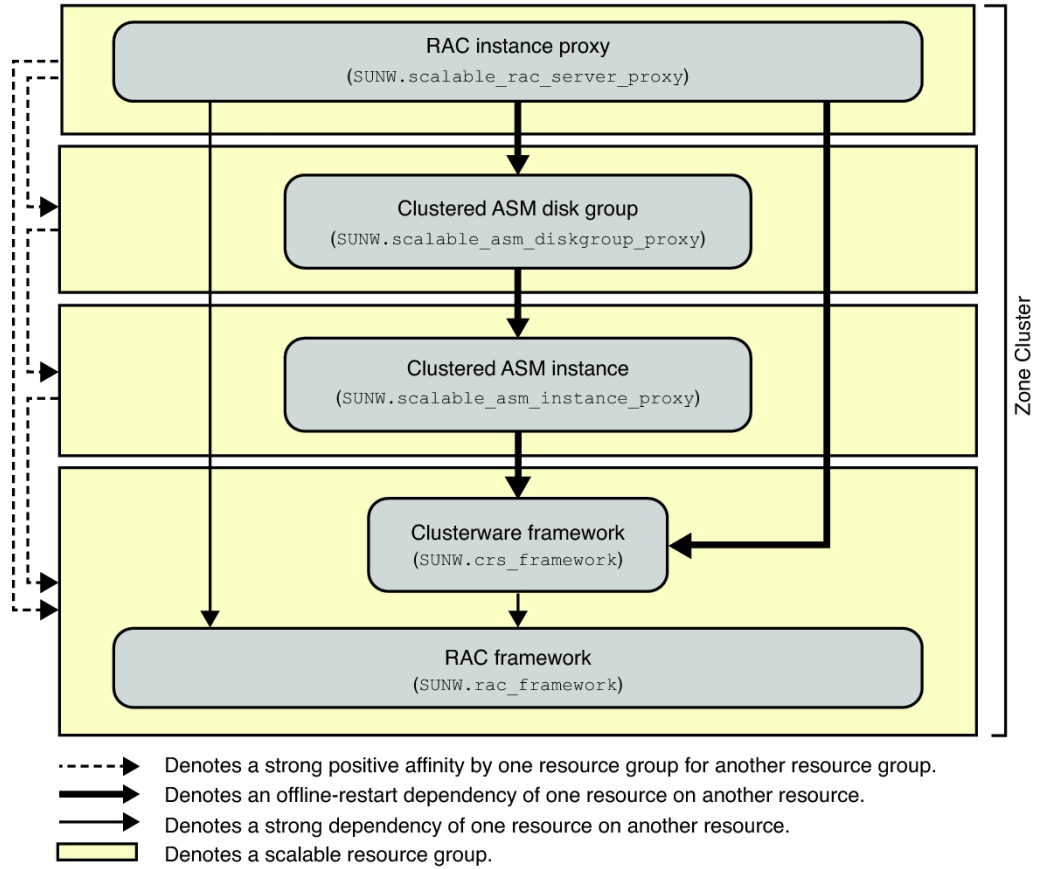 RAC instance proxy
(SUNW.scalable_rac_server_proxy)
Clustered ASM disk group
(SUNW.scalable_asm_diskgroup_proxy)
Clustered ASM instance
(SUNW.scalable_asm_instance_proxy)
Clusterware framework
(SUNW.crs_framework)
RAC framework
(SUNW.rac_framework)
Zone Cluster
Denotes a strong positive affinity by one resource group for another resource group.
Denotes an offline-restart dependency of one resource on another resource.
Denotes a strong dependency of one resource on another resource.
Denotes a scalable resource group.